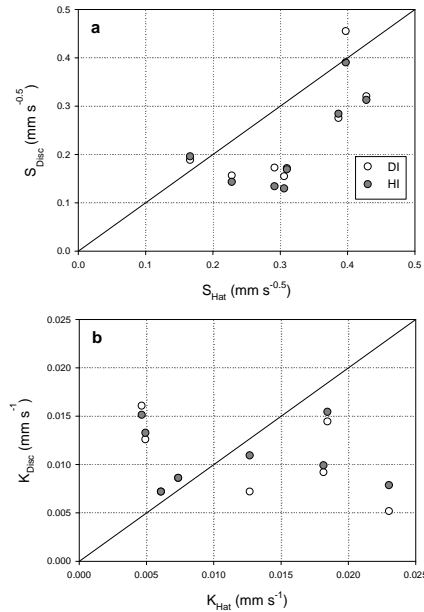 0.5
a
0.4
0.3
0.2
0.1
0.0
S_Disc (mm s^-0.5)
DI
HI
0.0 0.1 0.2 0.3 0.4 0.5
S_Hat (mm s^-0.5)
0.025
b
0.020
0.015
0.010
0.005
0.000
K_Disc (mm s^-1)
0.000 0.005 0.010 0.015 0.020 0.025
K_Hat (mm s^-1)